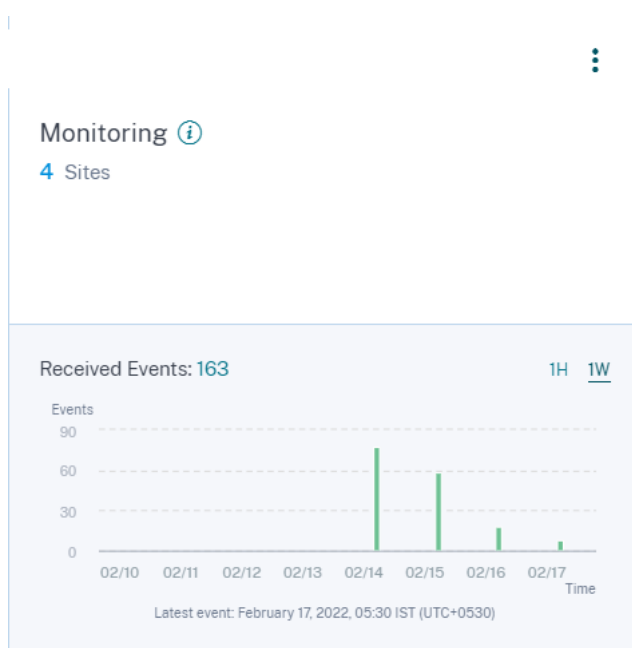 Monitoring i
4 Sites
Received Events: 163
1H 1W
Events
90
60
30
0
02/10 02/11 02/12 02/13 02/14 02/15 02/16 02/17
Time
Latest event: February 17, 2022, 05:30 IST (UTC+0530)